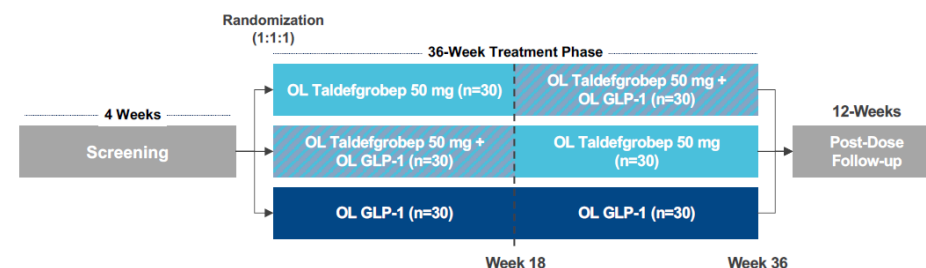 Randomization
(1:1:1)
36-Week Treatment Phase
4 Weeks
Screening
OL Taldefgrobep 50 mg (n=30)
OL Taldefgrobep 50 mg +
OL GLP-1 (n=30)
OL Taldefgrobep 50 mg +
OL GLP-1 (n=30)
OL Taldefgrobep 50 mg
(n=30)
OL GLP-1 (n=30)
OL GLP-1 (n=30)
12-Weeks
Post-Dose
Follow-up
Week 18
Week 36